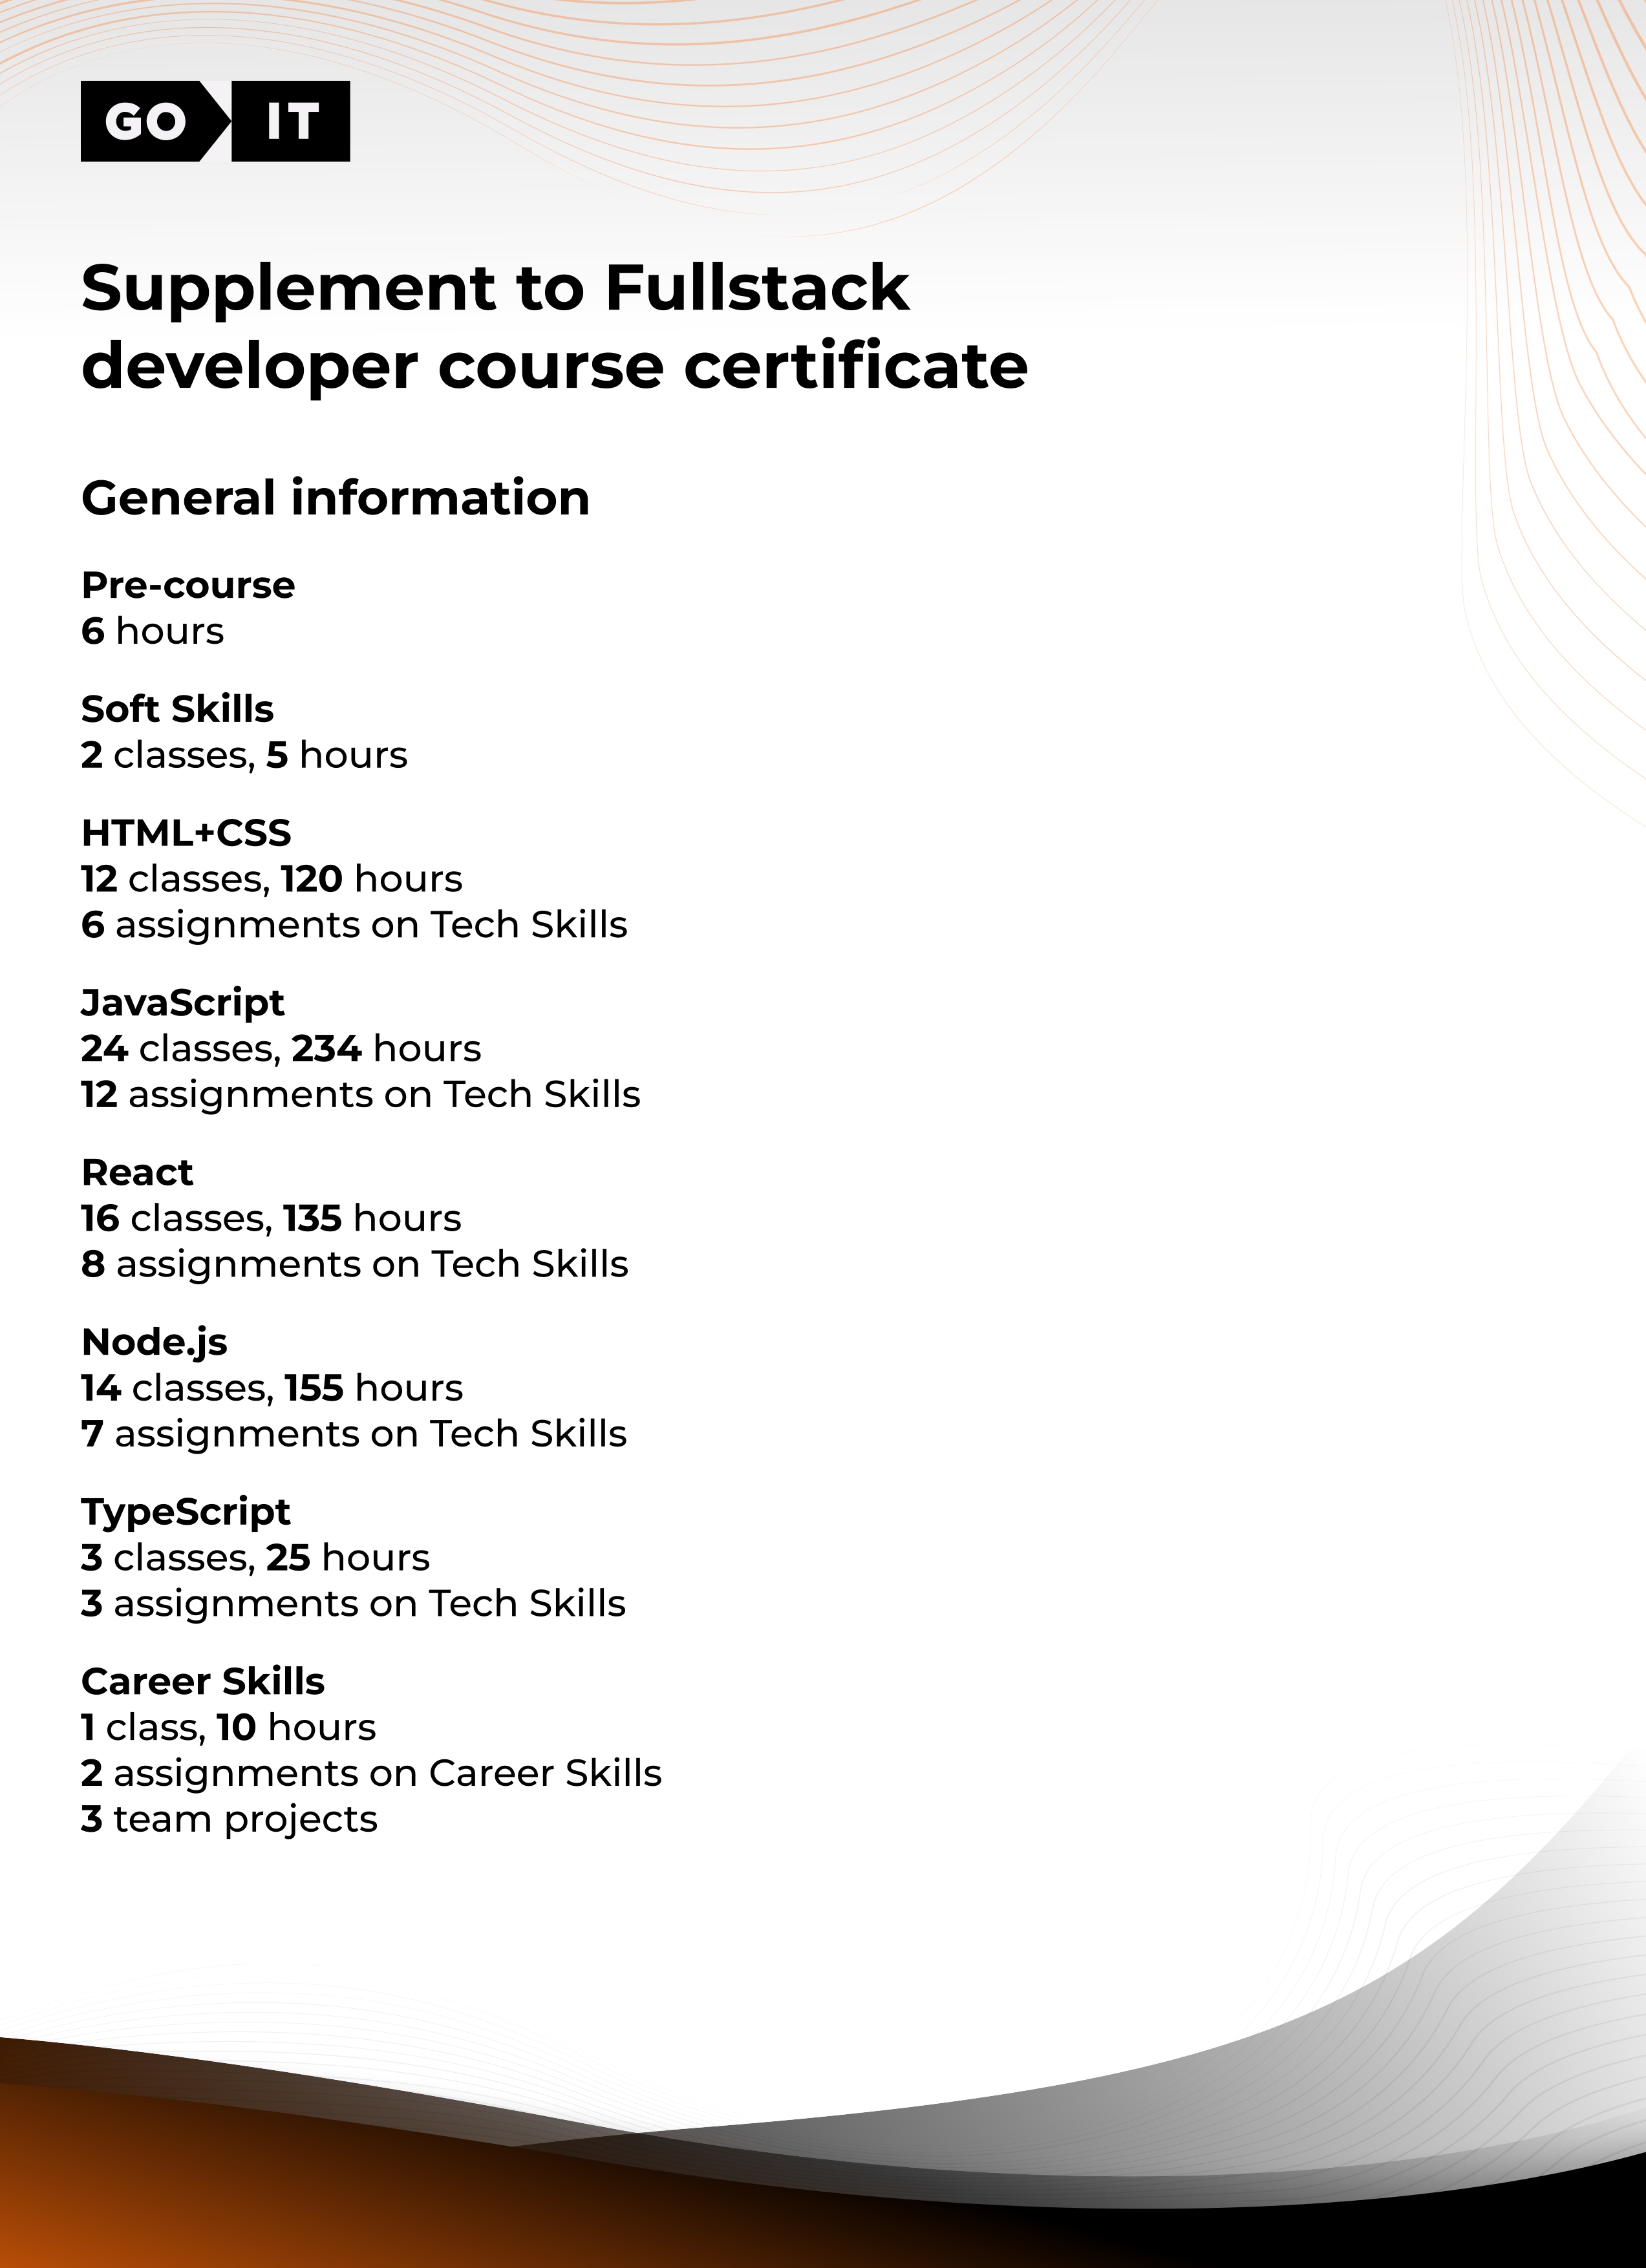 GO IT
Supplement to Fullstack
developer course certificate
General information
Pre-course
6 hours
Soft Skills
2 classes, 5 hours
HTML+CSS
12 classes, 120 hours
6 assignments on Tech Skills
JavaScript
24 classes, 234 hours
12 assignments on Tech Skills
React
16 classes, 135 hours
8 assignments on Tech Skills
Node.js
14 classes, 155 hours
7 assignments on Tech Skills
TypeScript
3 classes, 25 hours
3 assignments on Tech Skills
Career Skills
1 class, 10 hours
2 assignments on Career Skills
3 team projects